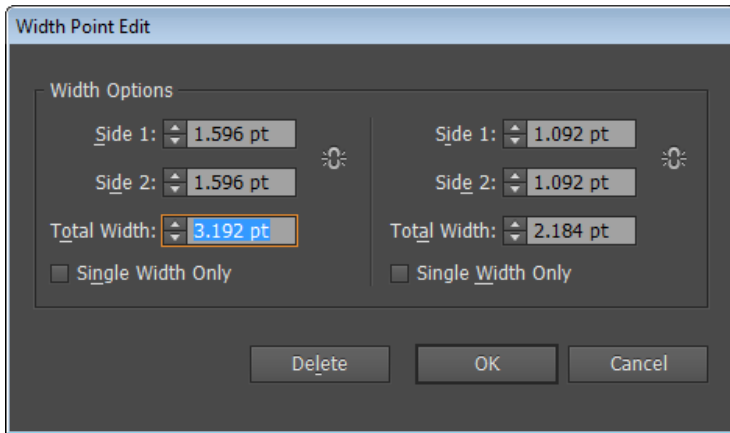 Width Point Edit
Width Options
Side 1: 1.596 pt
Side 2: 1.596 pt
Total Width: 3.192 pt
Single Width Only
Side 1: 1.092 pt
Side 2: 1.092 pt
Total Width: 2.184 pt
Single Width Only
Delete
OK
Cancel